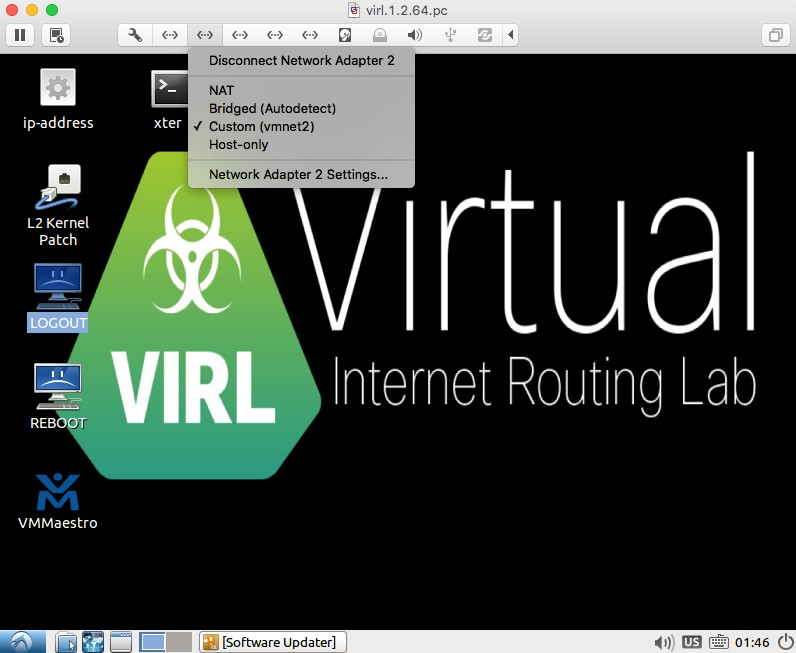 virl.1.2.64.pc
Disconnect Network Adapter 2
NAT
Bridged (Autodetect)
✓ Custom (vmnet2)
Host-only
Network Adapter 2 Settings...
ip-address
xter
L2 Kernel
Patch
LOGOUT
REBOOT
VMMaestro
VIRL
Virtual
Internet Routing Lab
[Software Updater]
US
01:46